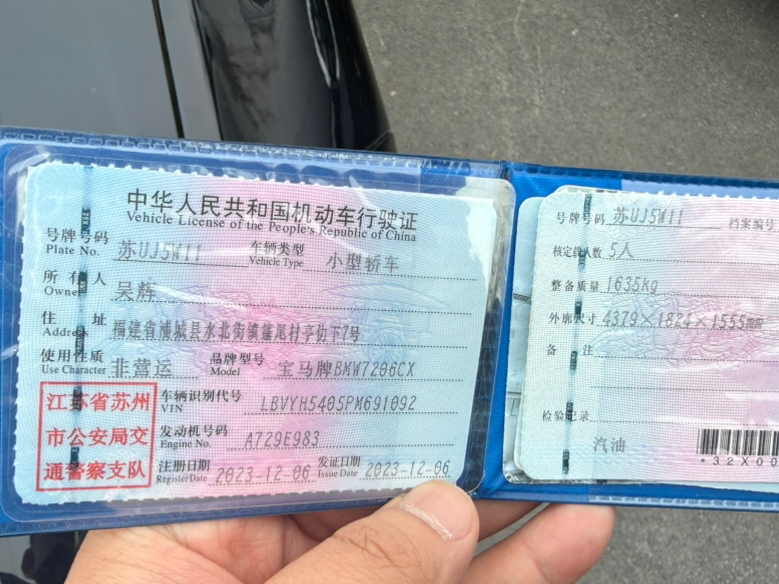 中华人民共和国机动车行驶证
Vehicle License of the People's Republic of China
号牌号码 苏UJ5W11 车辆类型 小型轿车
Plate No. Vehicle Type
所有人 吴辉
Owner
住址 福建省浦城县水北街镇篷尾村亭切下7号
Address
使用性质 非营运 品牌型号 宝马牌BMW7206CX
Use Character Model
江苏省苏州
市公安局交
通警察支队
车辆识别代号 LBVYH5405PM691092
VIN
发动机号码 A729E983
Engine No.
注册日期 2023-12-06 发证日期 2023-12-06
Register Date Issue Date
号牌号码 苏UJ5W11 档案编号
核定载人数 5人
整备质量 1635kg
外廓尺寸 4379×1824×1555mm
备注
检验记录
汽油
*32X00